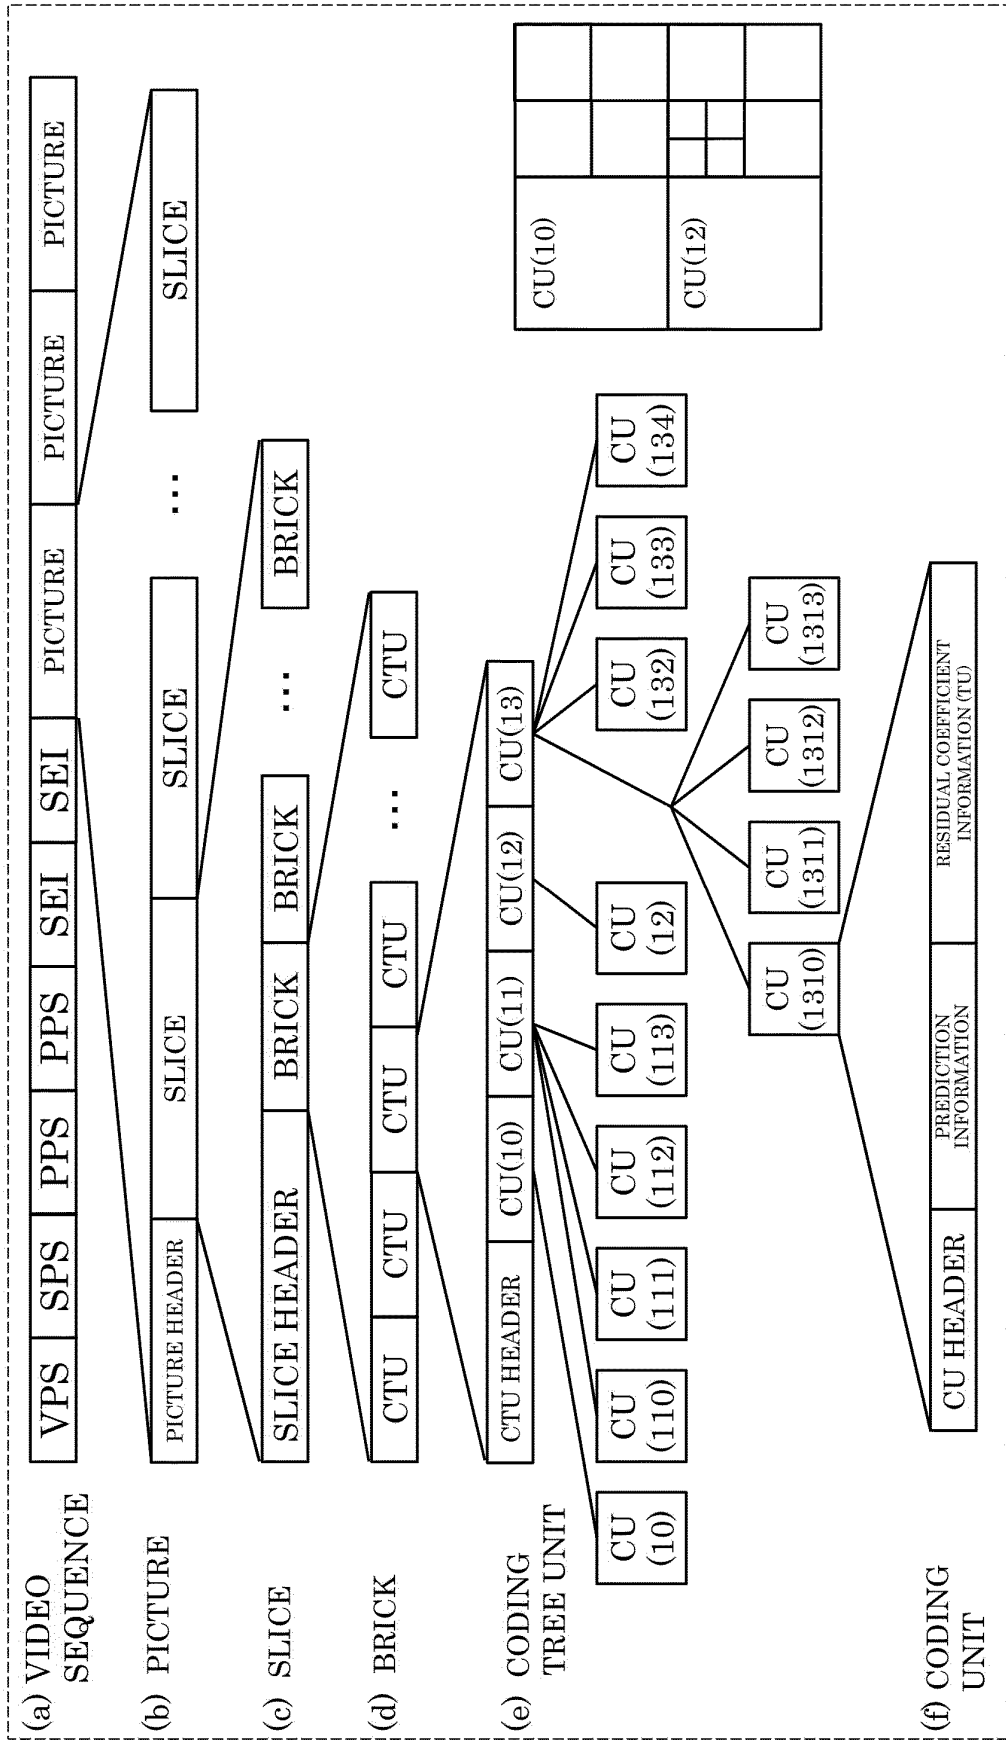 (a) VIDEO
SEQUENCE
VPS SPS PPS PPS SEI SEI PICTURE PICTURE PICTURE
(b) PICTURE
PICTURE HEADER SLICE SLICE ... SLICE
(c) SLICE
SLICE HEADER BRICK BRICK ... BRICK
(d) BRICK
CTU CTU CTU CTU ... CTU
(e) CODING
TREE UNIT
CTU HEADER CU(10) CU(11) CU(12) CU(13)
CU CU CU CU CU CU CU CU CU
(10) (110) (111) (112) (113) (12) (132) (133) (134)
CU CU CU CU
(1310) (1311) (1312) (1313)
CU(10)
CU(12)
(f) CODING
UNIT
CU HEADER
PREDICTION
INFORMATION
RESIDUAL COEFFICIENT
INFORMATION (TU)